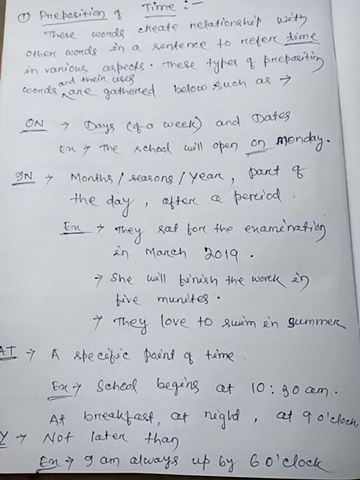 ① Preposition of Time :-
These words create relationship with
other words in a sentence to refer time
in various aspects. These types of preposition
words and their uses are gathered below such as →
ON → Days (of a week) and Dates
Ex → The school will open on Monday.
IN → Months/seasons/Year, part of
the day, after a period.
Ex → They sat for the examination
in March 2019.
→ She will finish the work in
five munites.
→ They love to swim in summer
AT → A specific point of time.
Ex → School begins at 10:30 am.
At breakfast, at night, at 9 o'clock
Y → Not later than
Ex → I am always up by 6 o'clock